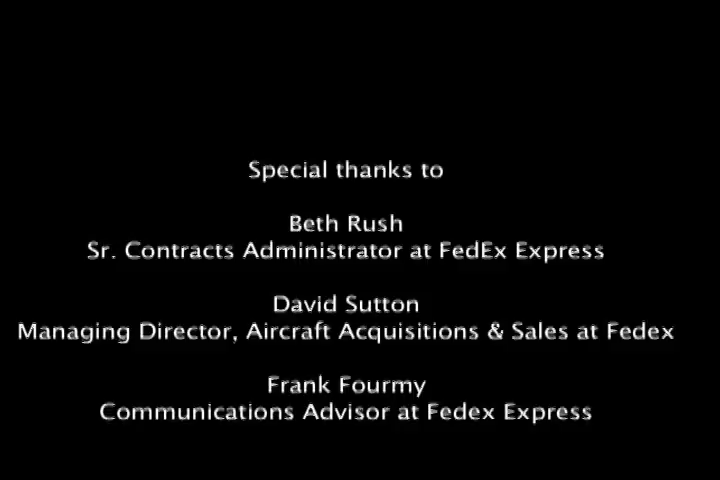 Special thanks to
Beth Rush
Sr. Contracts Administrator at FedEx Express
David Sutton
Managing Director, Aircraft Acquisitions & Sales at Fedex
Frank Fourmy
Communications Advisor at Fedex Express